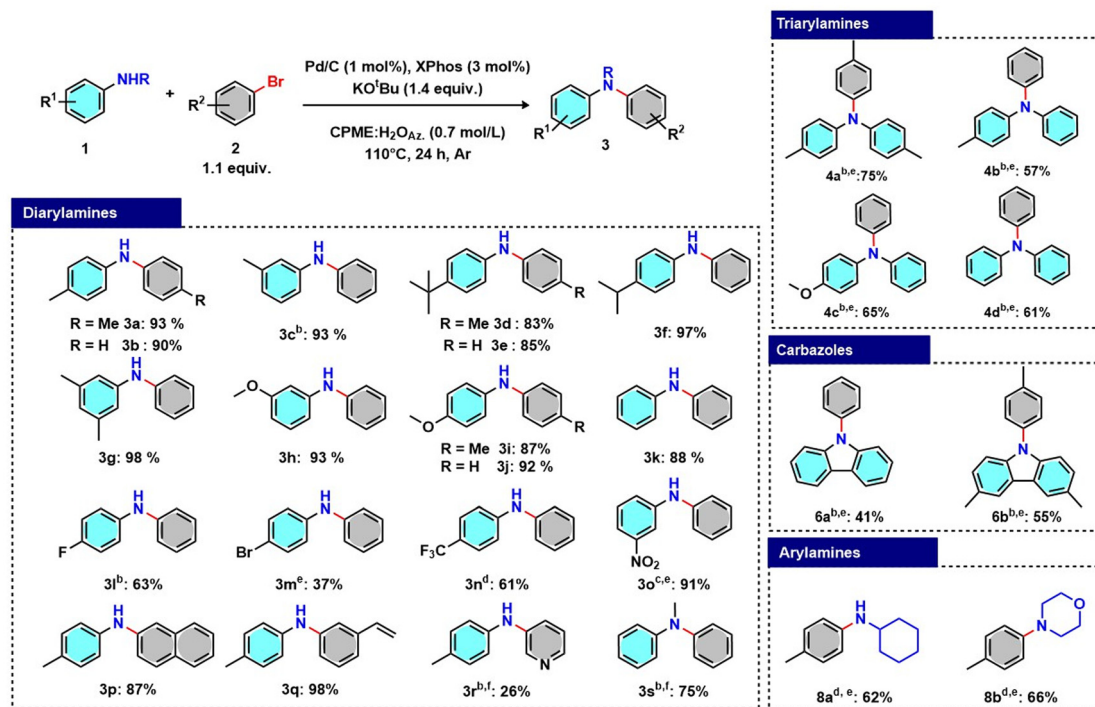 NHR
R¹
1
+
Br
R²
2
1.1 equiv.
Pd/C (1 mol%), XPhos (3 mol%)
KOᵗBu (1.4 equiv.)
CPME:H₂O_Az. (0.7 mol/L)
110°C, 24 h, Ar
R
N
R¹
R²
3
Diarylamines
H
N
R
R = Me 3a: 93 %
R = H 3b: 90%
H
N
3cᵇ: 93 %
H
N
R
R = Me 3d : 83%
R = H 3e : 85%
H
N
3f: 97%
H
N
3g: 98 %
H
N
O
3h: 93 %
H
N
O
R
R = Me 3i: 87%
R = H 3j: 92 %
H
N
3k: 88 %
H
N
F
3lᵇ: 63%
H
N
Br
3mᵉ: 37%
H
N
F₃C
3nᵈ: 61%
H
N
NO₂
3oᶜ,ᵉ: 91%
H
N
3p: 87%
H
N
3q: 98%
H
N
N
3rᵇ,ᶠ: 26%
N
3sᵇ,ᶠ: 75%
Triarylamines
N
4aᵇ,ᵉ:75%
N
4bᵇ,ᵉ: 57%
N
O
4cᵇ,ᵉ: 65%
N
4dᵇ,ᵉ: 61%
Carbazoles
N
6aᵇ,ᵉ: 41%
N
6bᵇ,ᵉ: 55%
Arylamines
H
N
8aᵈ, ᵉ: 62%
O
N
8bᵈ,ᵉ: 66%